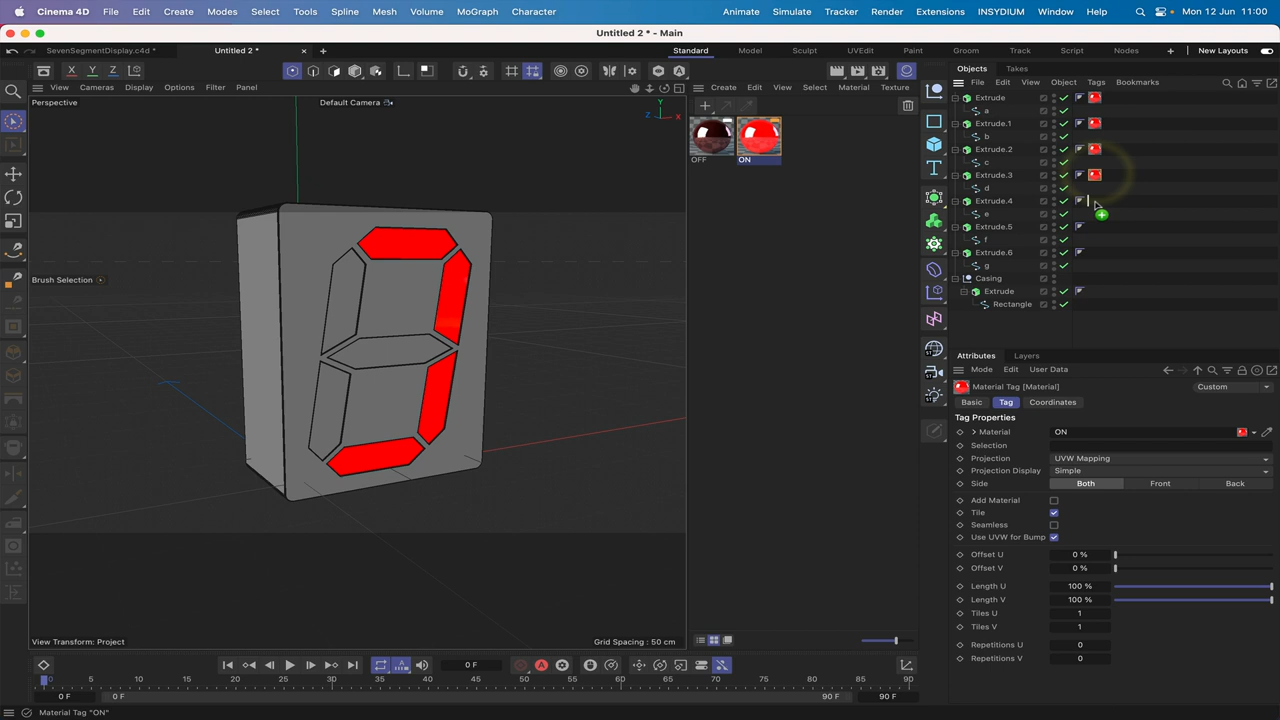 Cinema 4D File Edit Create Modes Select Tools Spline Mesh Volume MoGraph Character Animate Simulate Tracker Render Extensions INSYDIUM Window Help Mon 12 Jun 11:00
Untitled 2 * - Main
SevenSegmentDisplay.c4d * Untitled 2 * Standard Model Sculpt UVEdit Paint Groom Track Script Nodes New Layouts
X Y Z
Objects Takes
View Cameras Display Options Filter Panel
Create Edit View Select Material Texture
File Edit View Object Tags Bookmarks
Perspective
Default Camera
Y
Z
X
OFF
ON
Brush Selection
Extrude
a
Extrude.1
b
Extrude.2
c
Extrude.3
d
Extrude.4
e
Extrude.5
f
Extrude.6
g
Casing
Extrude
Rectangle
Attributes Layers
Mode Edit User Data
Material Tag [Material] Custom
Basic Tag Coordinates
Tag Properties
Material ON
Selection
Projection UVW Mapping
Projection Display Simple
Side Both Front Back
Add Material
Tile
Seamless
Use UVW for Bump
Offset U 0 %
Offset V 0 %
Length U 100 %
Length V 100 %
Tiles U 1
Tiles V 1
Repetitions U 0
Repetitions V 0
View Transform: Project
Grid Spacing : 50 cm
0 F
0 5 10 15 20 25 30 35 40 45 50 55 60 65 70 75 80 85 90
0 F 0 F 90 F 90 F
Material Tag "ON"